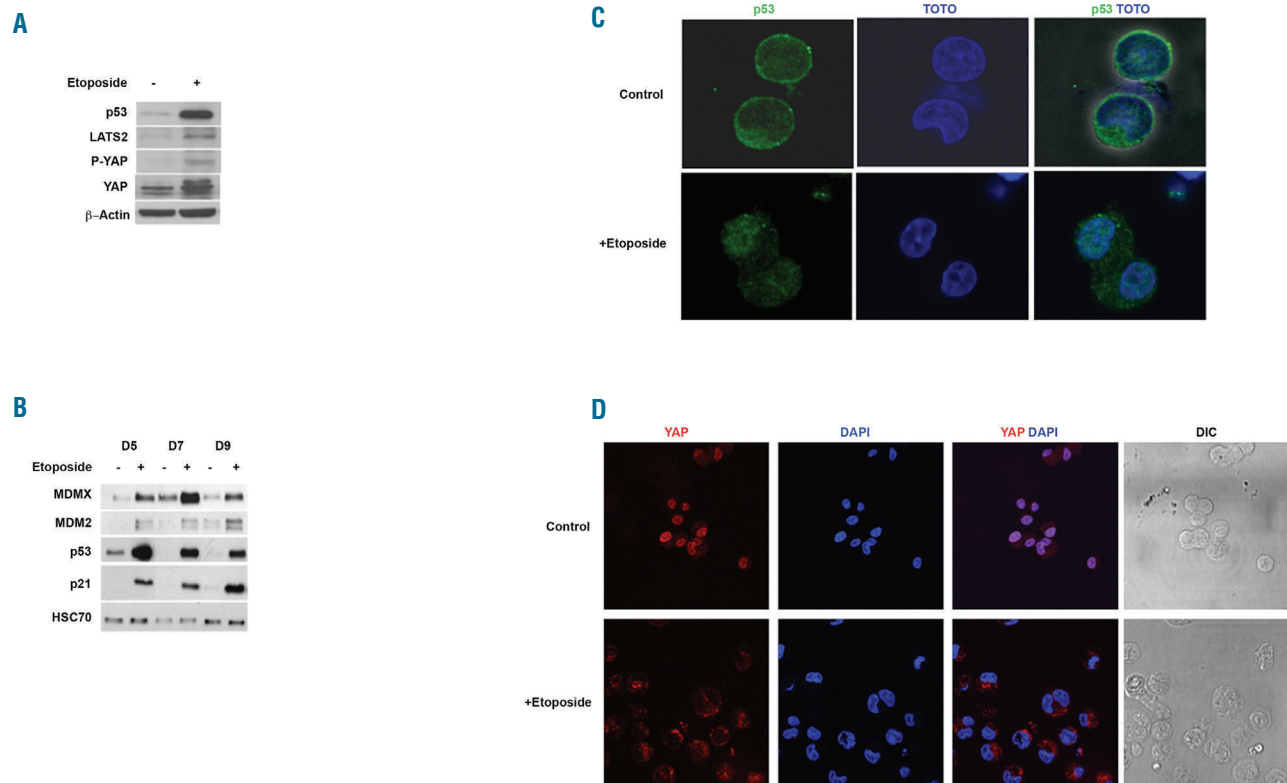 A
Etoposide - +
p53
LATS2
P-YAP
YAP
β–Actin
B
D5 D7 D9
Etoposide - + - + - +
MDMX
MDM2
p53
p21
HSC70
C
p53 TOTO p53 TOTO
Control
+Etoposide
D
YAP DAPI YAP DAPI DIC
Control
+Etoposide